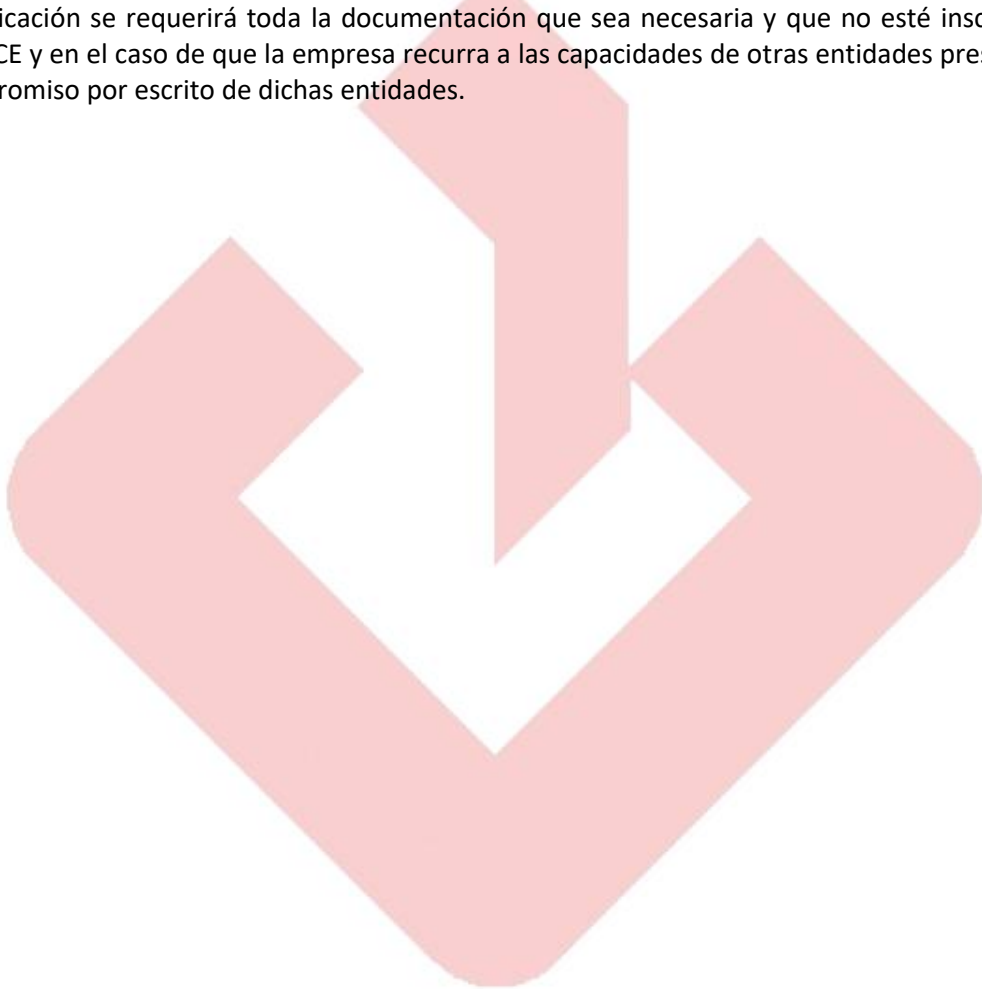 icación se requerirá toda la documentación que sea necesaria y que no esté insc
CE y en el caso de que la empresa recurra a las capacidades de otras entidades pres
romiso por escrito de dichas entidades.